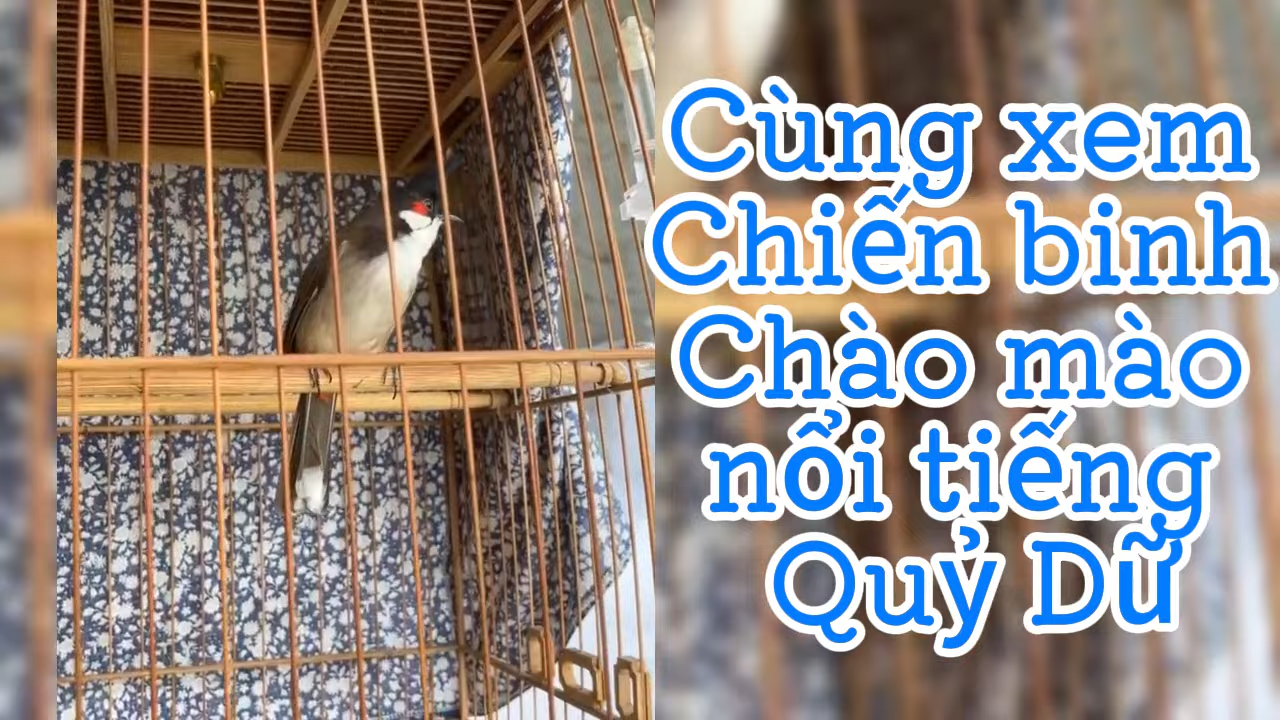 Cùng xem
Chiến binh
Chào mào
nổi tiếng
Quỷ Dữ